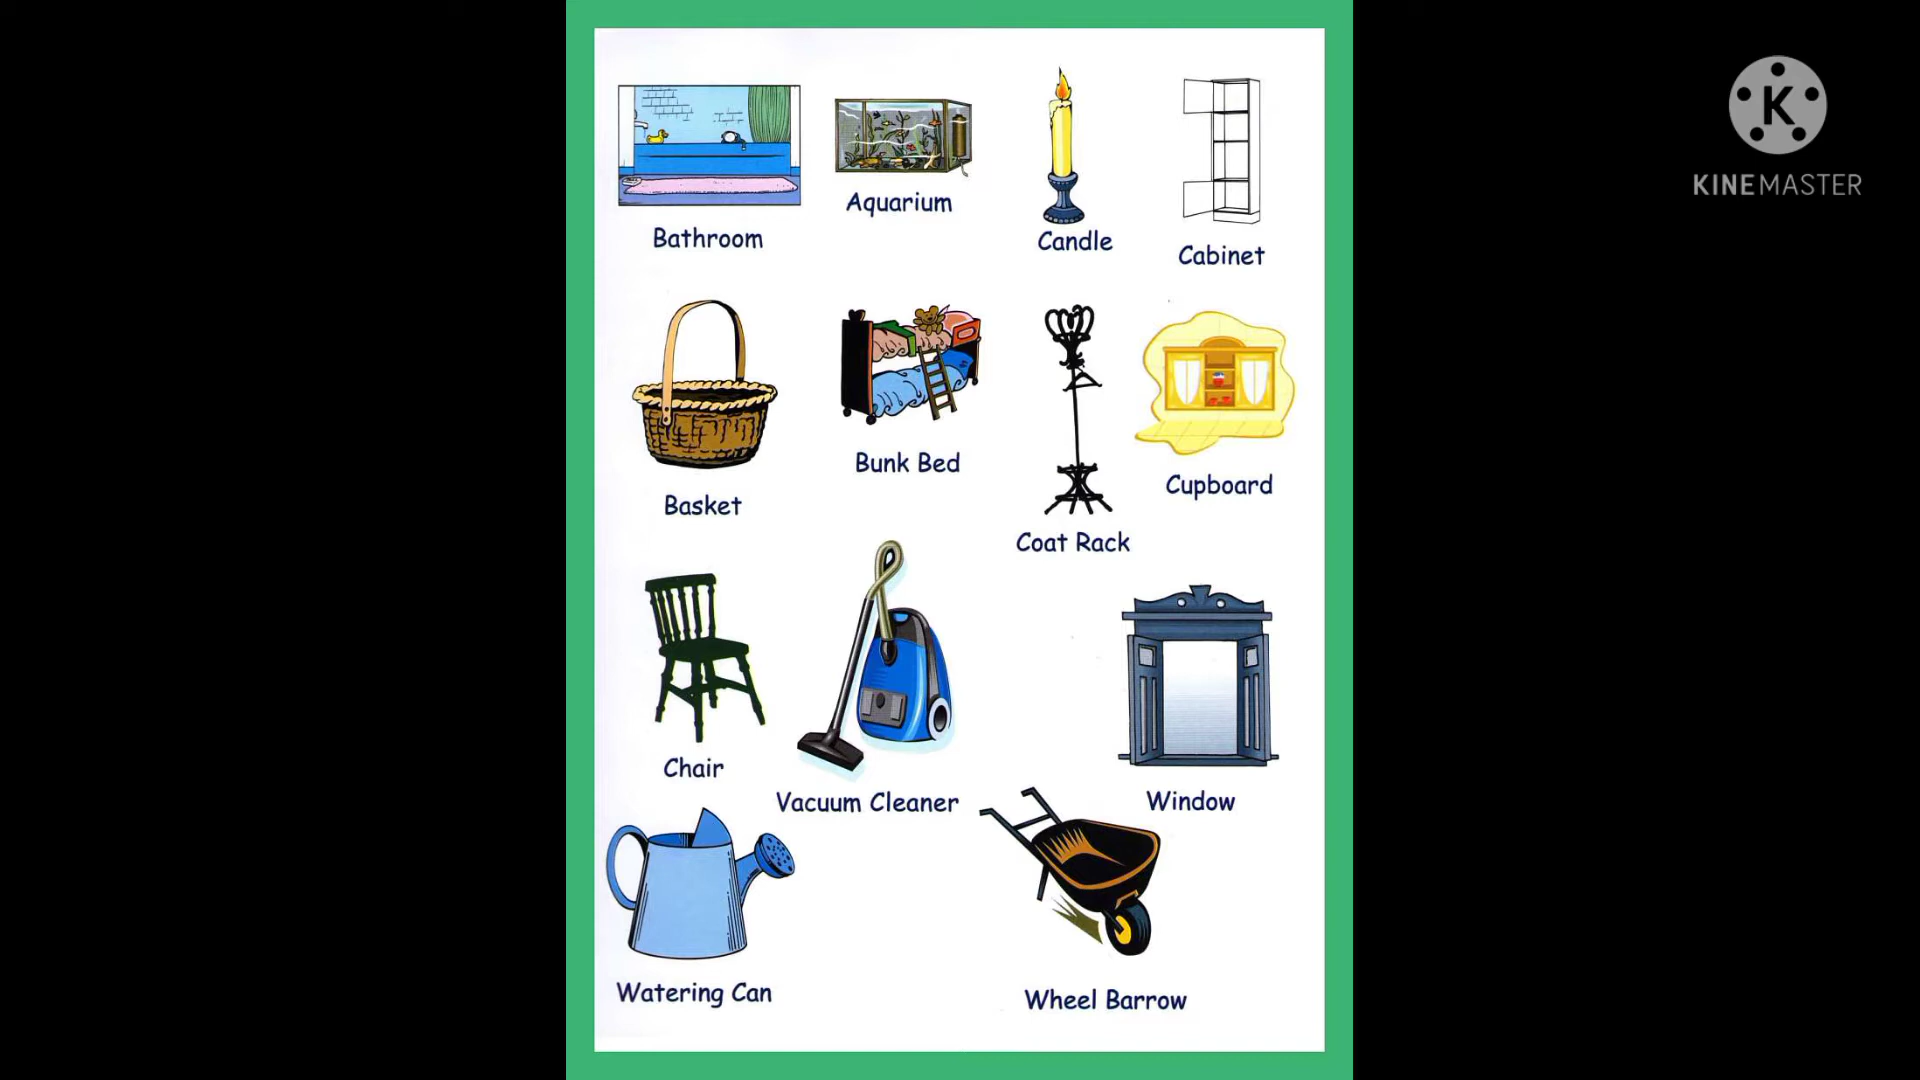 KINEMASTER
Bathroom
Aquarium
Candle
Cabinet
Basket
Bunk Bed
Coat Rack
Cupboard
Chair
Vacuum Cleaner
Window
Watering Can
Wheel Barrow